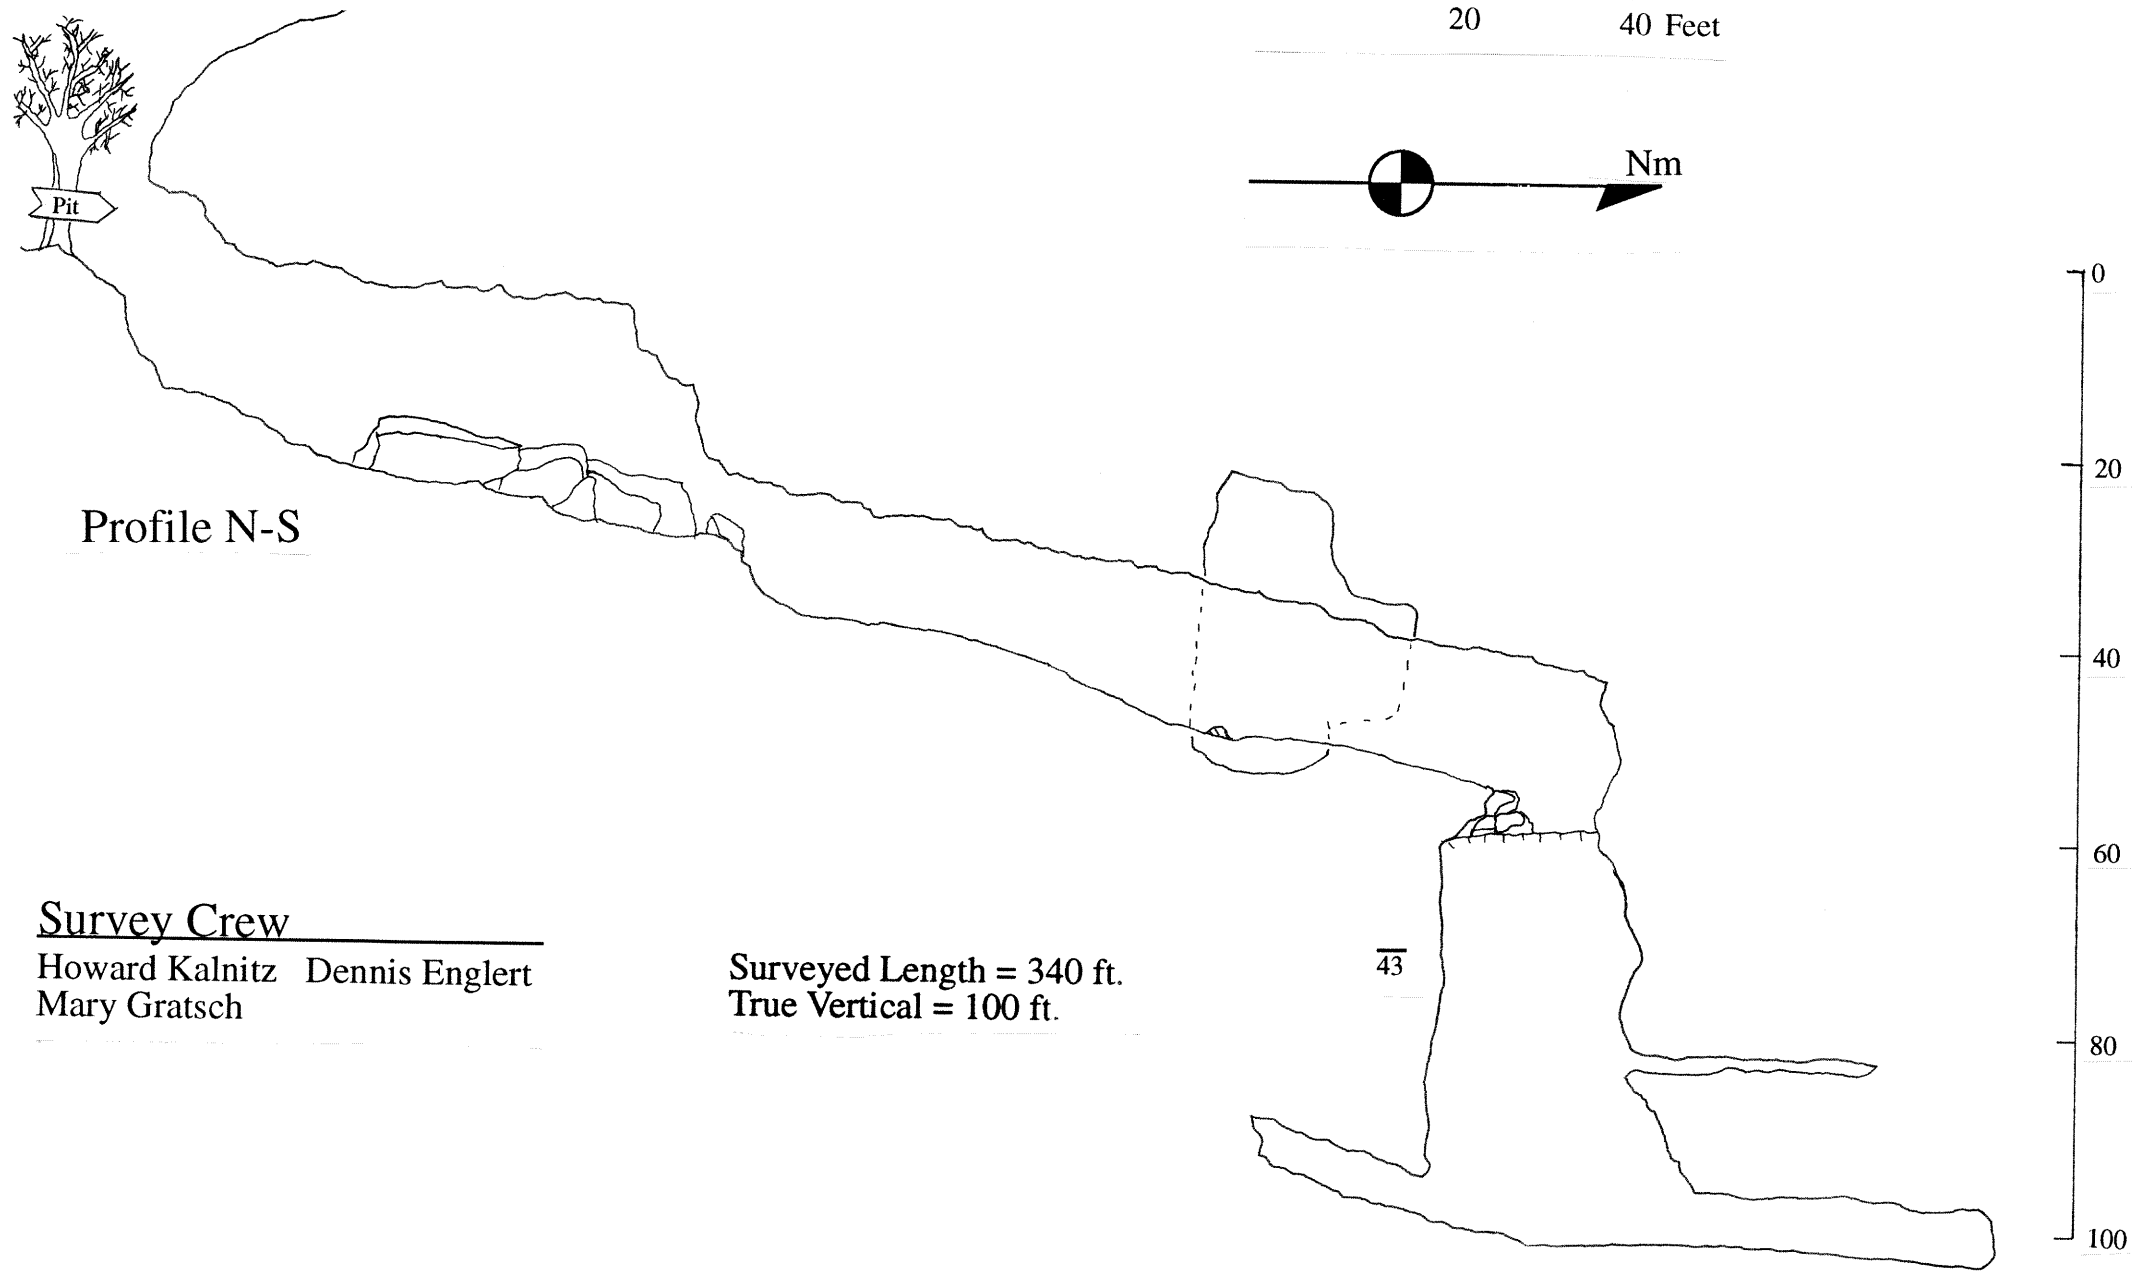 20 40 Feet
Nm
Pit
0
20
Profile N-S
40
60
Survey Crew
Howard Kalnitz Dennis Englert
Mary Gratsch
Surveyed Length = 340 ft.
True Vertical = 100 ft.
43
80
100